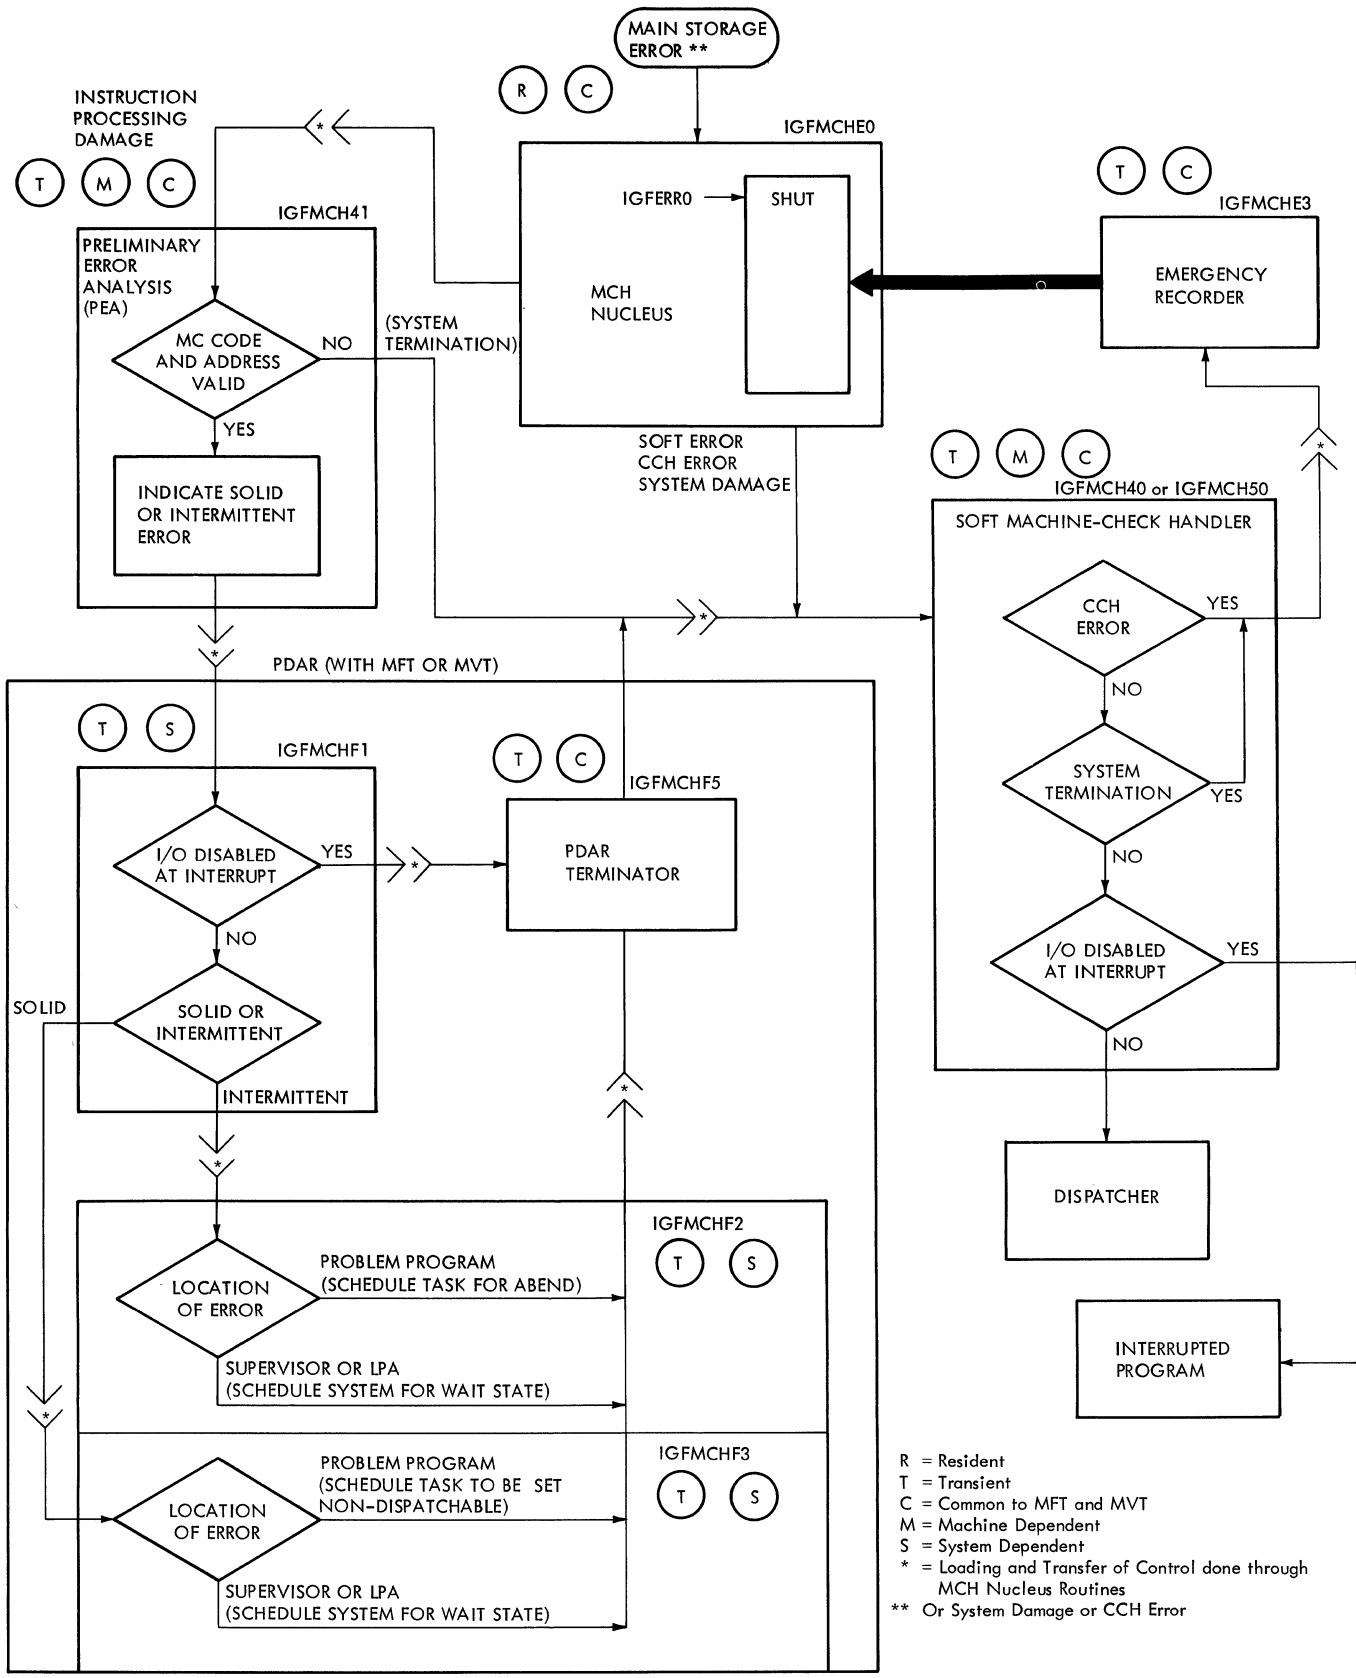 MAIN STORAGE
ERROR **
R
C
INSTRUCTION
PROCESSING
DAMAGE
*
IGFMCHE0
T
M
C
T
C
IGFERR0
SHUT
IGFMCH41
IGFMCHE3
PRELIMINARY
ERROR
ANALYSIS
(PEA)
MCH
NUCLEUS
EMERGENCY
RECORDER
MC CODE
AND ADDRESS
VALID
NO
(SYSTEM
TERMINATION)
YES
SOFT ERROR
CCH ERROR
SYSTEM DAMAGE
T
M
C
*
IGFMCH40 or IGFMCH50
INDICATE SOLID
OR INTERMITTENT
ERROR
SOFT MACHINE-CHECK HANDLER
CCH
ERROR
YES
*
*
PDAR (WITH MFT OR MVT)
NO
T
S
IGFMCHF1
T
C
IGFMCHF5
SYSTEM
TERMINATION
YES
I/O DISABLED
AT INTERRUPT
YES
*
PDAR
TERMINATOR
NO
NO
I/O DISABLED
AT INTERRUPT
YES
SOLID
SOLID OR
INTERMITTENT
NO
INTERMITTENT
*
*
DISPATCHER
IGFMCHF2
T
S
LOCATION
OF ERROR
PROBLEM PROGRAM
(SCHEDULE TASK FOR ABEND)
SUPERVISOR OR LPA
(SCHEDULE SYSTEM FOR WAIT STATE)
INTERRUPTED
PROGRAM
*
IGFMCHF3
T
S
LOCATION
OF ERROR
PROBLEM PROGRAM
(SCHEDULE TASK TO BE SET
NON-DISPATCHABLE)
SUPERVISOR OR LPA
(SCHEDULE SYSTEM FOR WAIT STATE)
R = Resident
T = Transient
C = Common to MFT and MVT
M = Machine Dependent
S = System Dependent
* = Loading and Transfer of Control done through
MCH Nucleus Routines
** Or System Damage or CCH Error